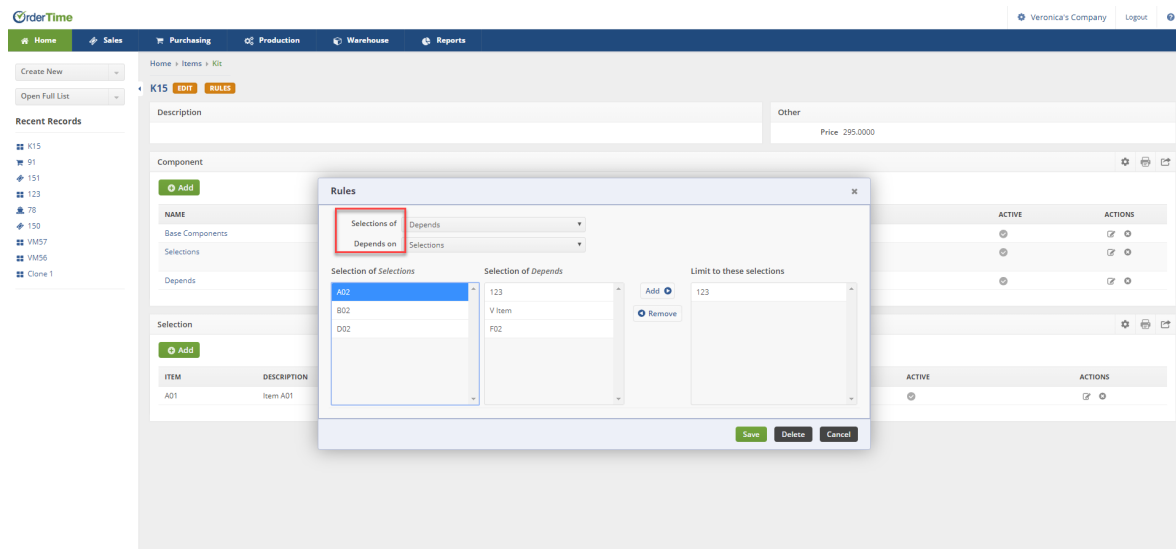 OrderTime
Veronica's Company Logout
Home Sales Purchasing Production Warehouse Reports
Create New
Open Full List
Recent Records
K15
91
151
123
78
150
VM57
VM56
Clone 1
Home Items Kit
K15 EDIT RULES
Description
Other
Price 295.0000
Component
Add
NAME ACTIVE ACTIONS
Base Components
Selections
Depends
Selection
Add
ITEM DESCRIPTION ACTIVE ACTIONS
A01 Item A01
Rules
Selections of Depends
Depends on Selections
Selection of Selections Selection of Depends Limit to these selections
A02 123 Add 123
B02 V Item Remove
D02 F02
Save Delete Cancel